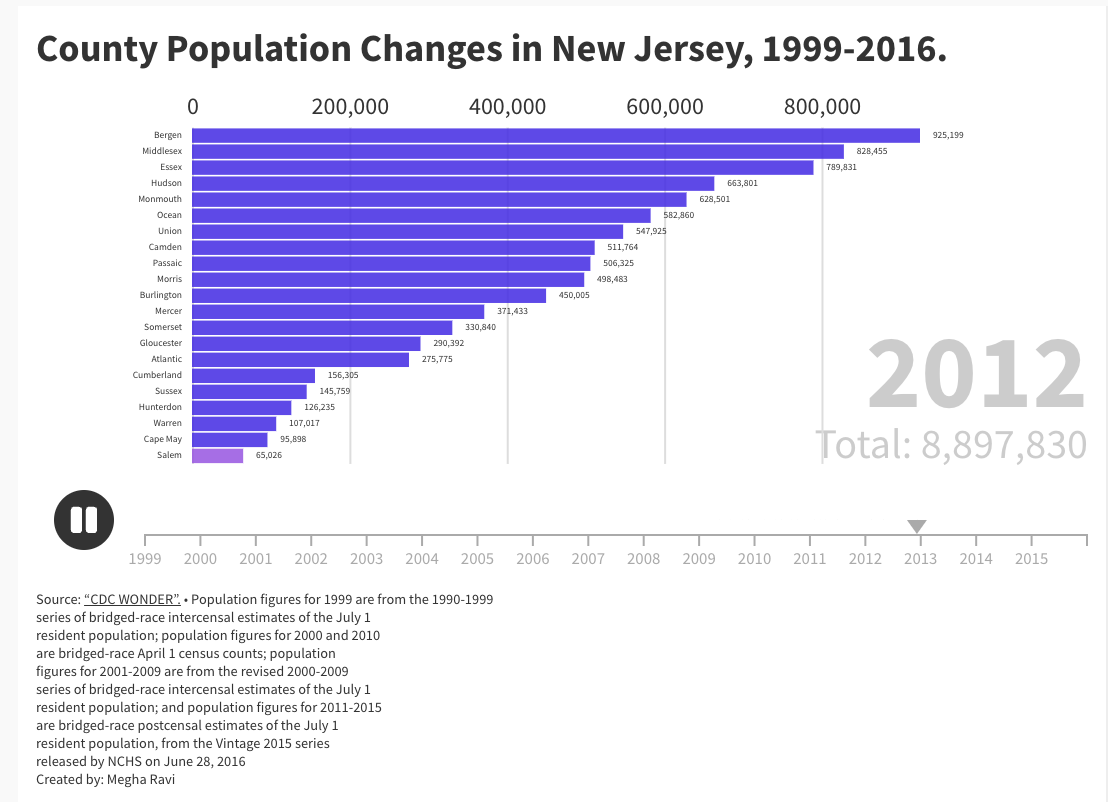 County Population Changes in New Jersey, 1999-2016.
0 200,000 400,000 600,000 800,000
Bergen 925,199
Middlesex 828,455
Essex 789,831
Hudson 663,801
Monmouth 628,501
Ocean 582,860
Union 547,925
Camden 511,764
Passaic 506,325
Morris 498,483
Burlington 450,005
Mercer 371,433
Somerset 330,840
Gloucester 290,392
Atlantic 275,775
Cumberland 156,305
Sussex 145,759
Hunterdon 126,235
Warren 107,017
Cape May 95,898
Salem 65,026
2012
Total: 8,897,830
1999 2000 2001 2002 2003 2004 2005 2006 2007 2008 2009 2010 2011 2012 2013 2014 2015
Source: “CDC WONDER”. • Population figures for 1999 are from the 1990-1999
series of bridged-race intercensal estimates of the July 1
resident population; population figures for 2000 and 2010
are bridged-race April 1 census counts; population
figures for 2001-2009 are from the revised 2000-2009
series of bridged-race intercensal estimates of the July 1
resident population; and population figures for 2011-2015
are bridged-race postcensal estimates of the July 1
resident population, from the Vintage 2015 series
released by NCHS on June 28, 2016
Created by: Megha Ravi